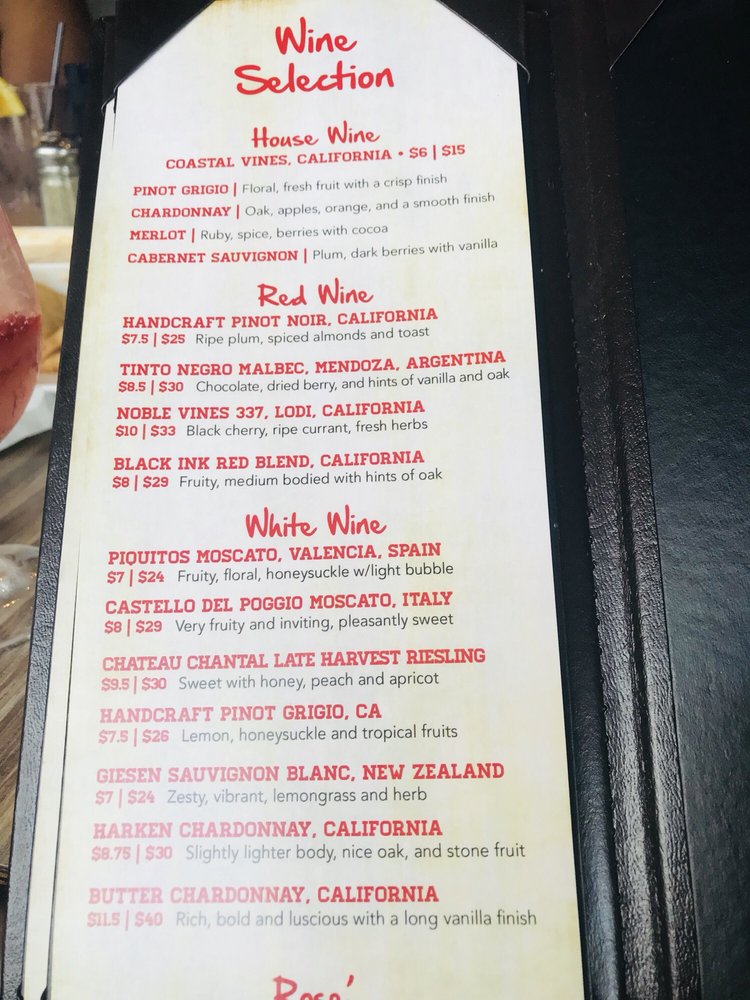 Wine
Selection
House Wine
COASTAL VINES, CALIFORNIA • $6 | $15
PINOT GRIGIO | Floral, fresh fruit with a crisp finish
CHARDONNAY | Oak, apples, orange, and a smooth finish
MERLOT | Ruby, spice, berries with cocoa
CABERNET SAUVIGNON | Plum, dark berries with vanilla
Red Wine
HANDCRAFT PINOT NOIR, CALIFORNIA
$7.5 | $25 Ripe plum, spiced almonds and toast
TINTO NEGRO MALBEC, MENDOZA, ARGENTINA
$8.5 | $30 Chocolate, dried berry, and hints of vanilla and oak
NOBLE VINES 337, LODI, CALIFORNIA
$10 | $33 Black cherry, ripe currant, fresh herbs
BLACK INK RED BLEND, CALIFORNIA
$8 | $29 Fruity, medium bodied with hints of oak
White Wine
PIQUITOS MOSCATO, VALENCIA, SPAIN
$7 | $24 Fruity, floral, honeysuckle w/light bubble
CASTELLO DEL POGGIO MOSCATO, ITALY
$8 | $29 Very fruity and inviting, pleasantly sweet
CHATEAU CHANTAL LATE HARVEST RIESLING
$9.5 | $30 Sweet with honey, peach and apricot
HANDCRAFT PINOT GRIGIO, CA
$7.5 | $26 Lemon, honeysuckle and tropical fruits
GIESEN SAUVIGNON BLANC, NEW ZEALAND
$7 | $24 Zesty, vibrant, lemongrass and herb
HARKEN CHARDONNAY, CALIFORNIA
$8.75 | $30 Slightly lighter body, nice oak, and stone fruit
BUTTER CHARDONNAY, CALIFORNIA
$11.5 | $40 Rich, bold and luscious with a long vanilla finish
Rose'